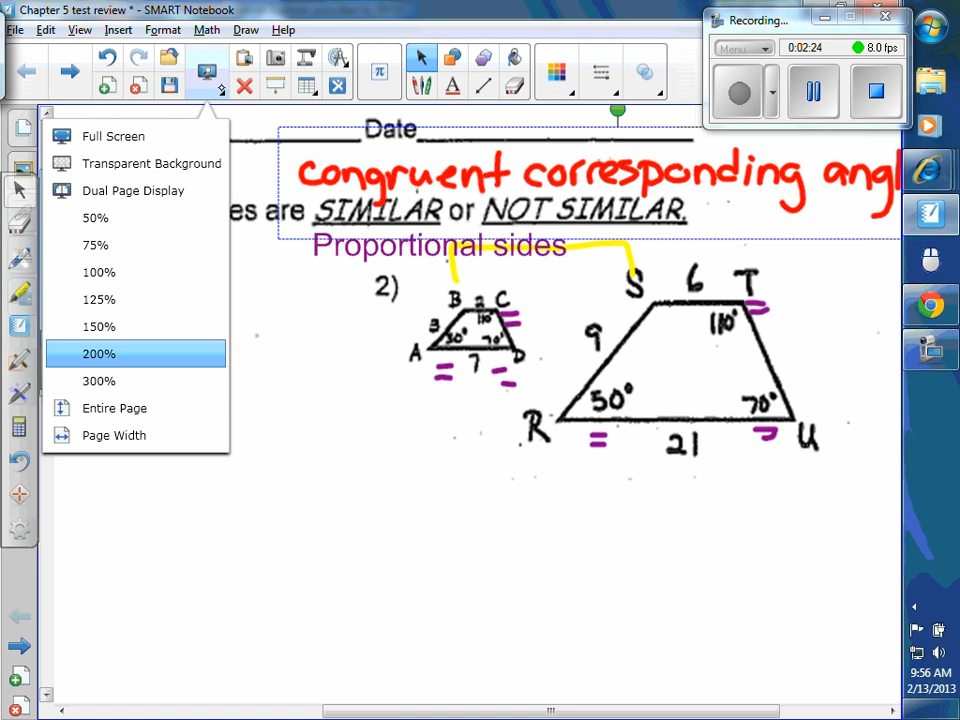 Chapter 5 test review * - SMART Notebook
File Edit View Insert Format Math Draw Help
Recording...
Menu 0:02:24 8.0 fps
Full Screen
Transparent Background
Dual Page Display
50%
75%
100%
125%
150%
200%
300%
Entire Page
Page Width
Date
congruent corresponding angl
es are SIMILAR or NOT SIMILAR.
Proportional sides
2)
B 2 C
3 110°
50° 70°
A 7 D
S 6 T
9 110°
50° 70°
R 21 U
9:56 AM
2/13/2013